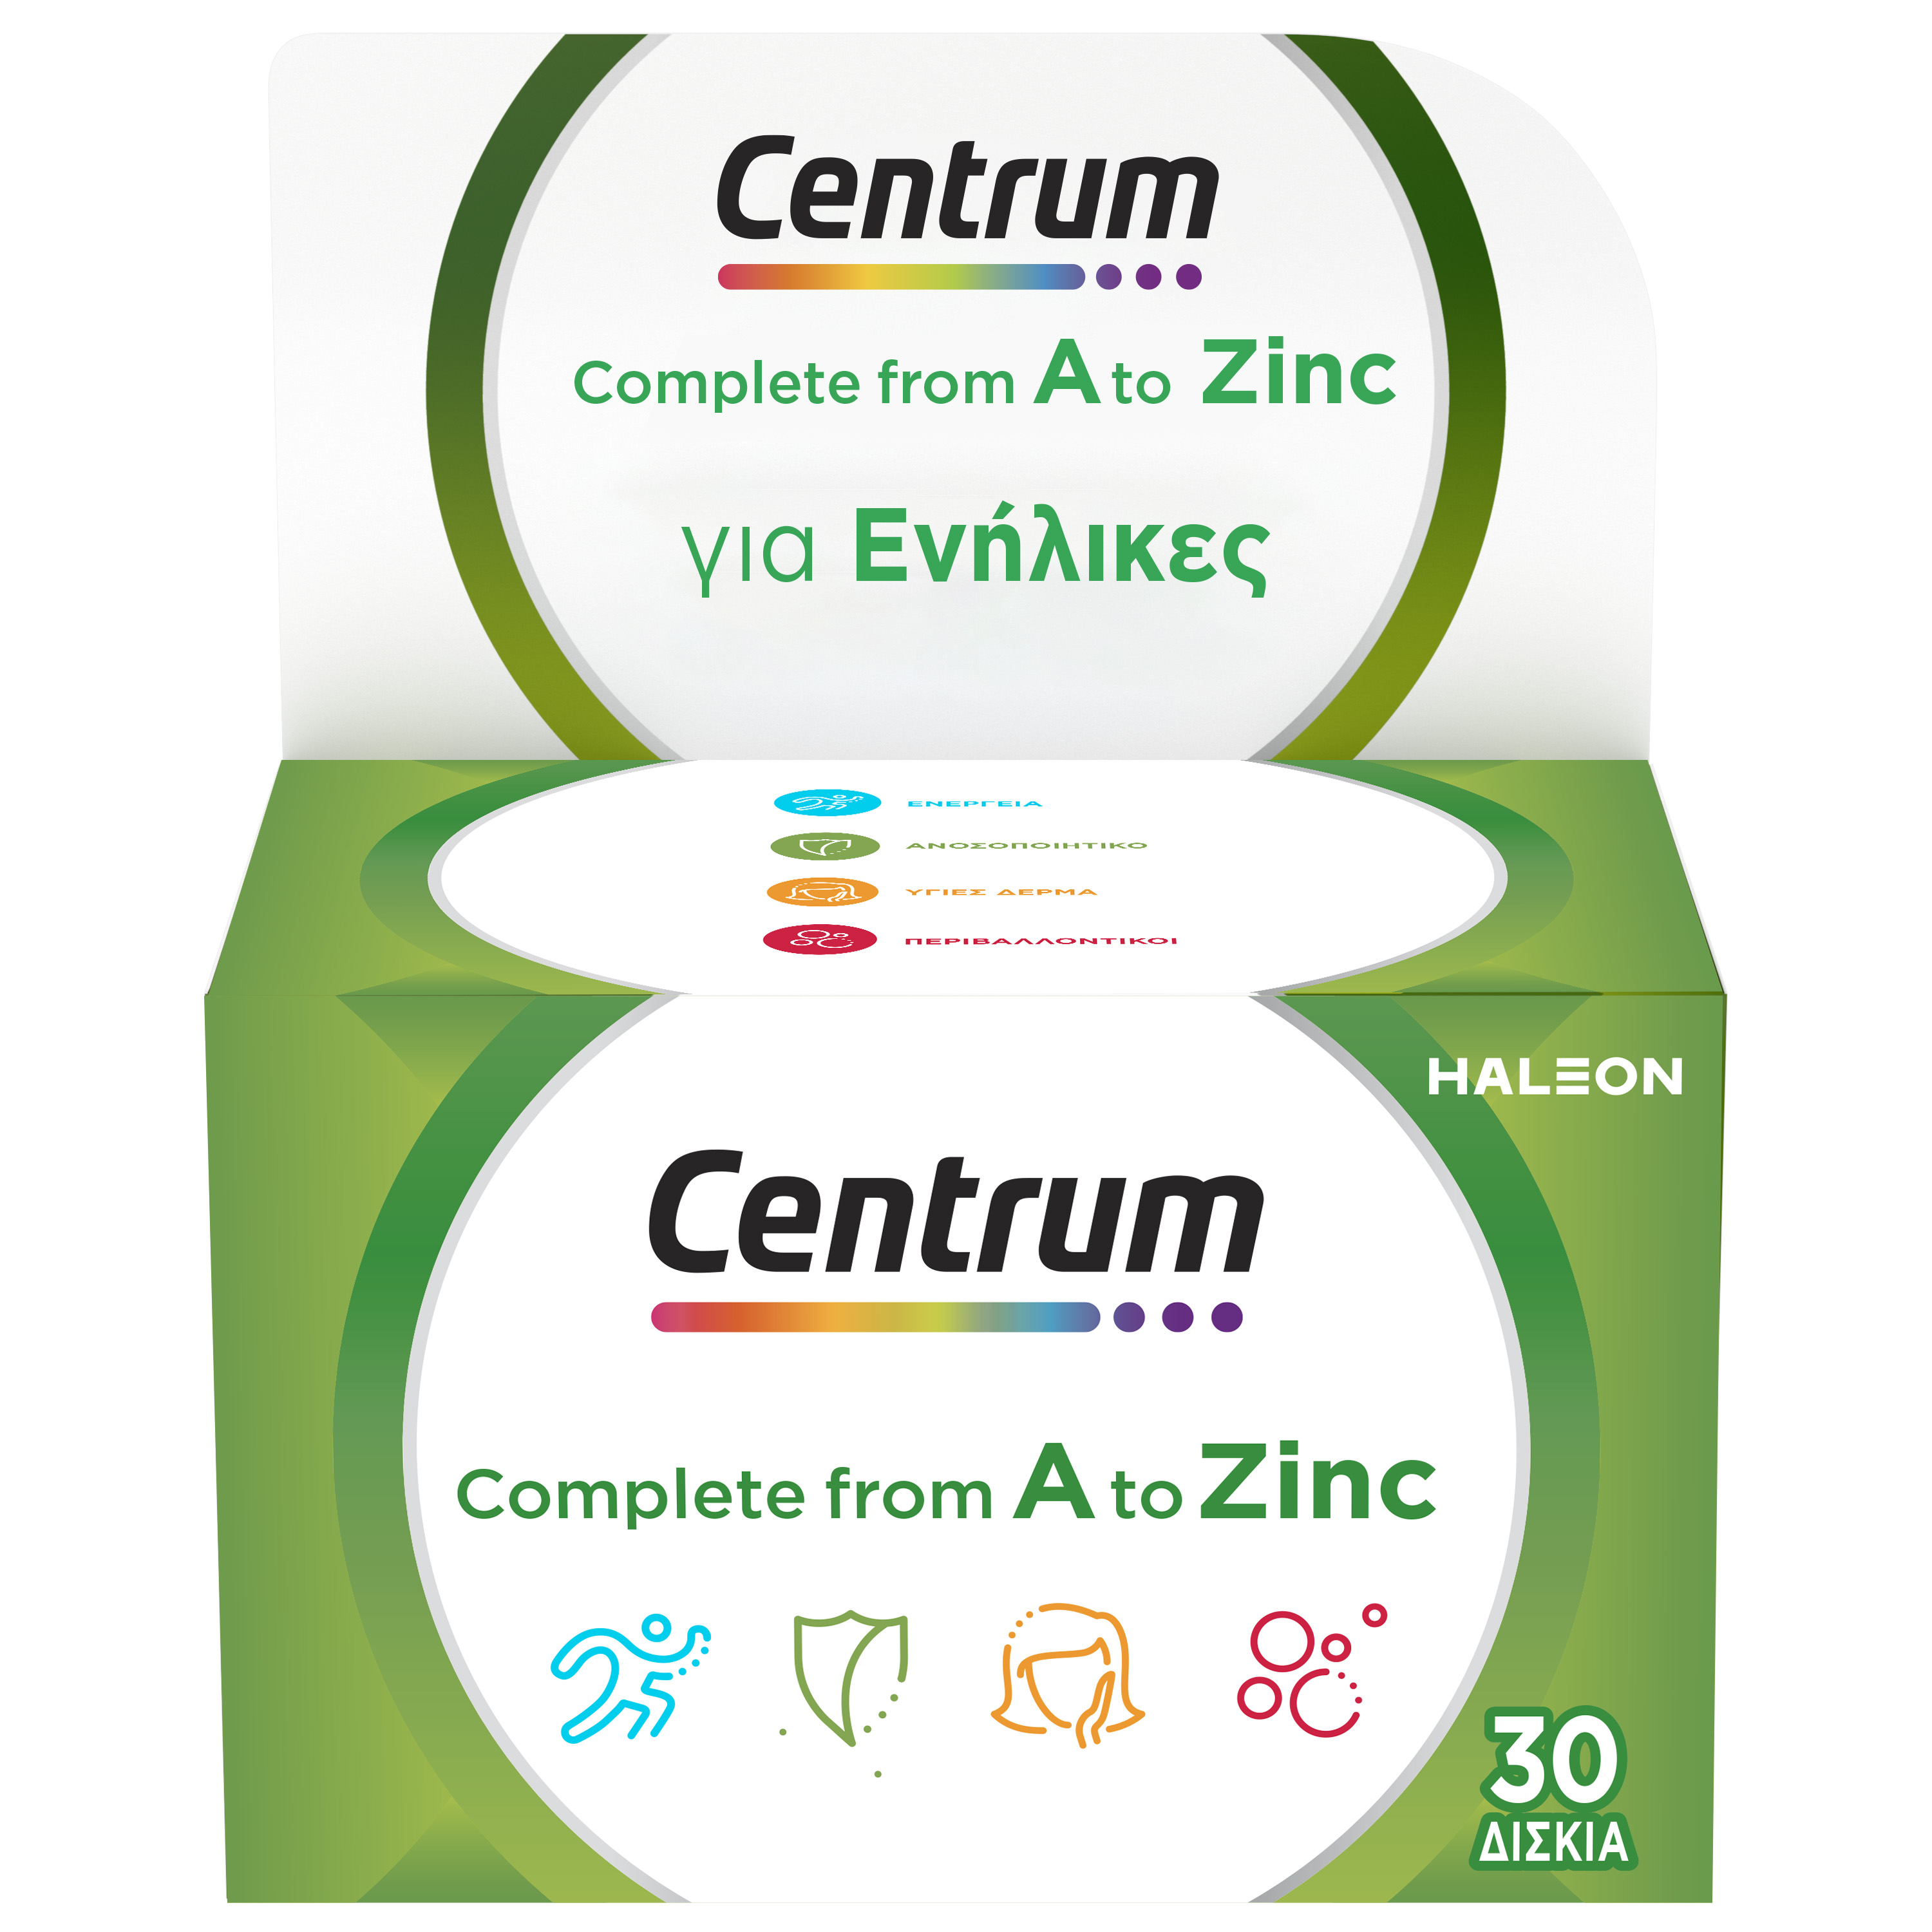 Centrum
Complete from A to Zinc
για Ενήλικες
ΕΝΕΡΓΕΙΑ
ΑΝΟΣΟΠΟΙΗΤΙΚΟ
ΥΓΙΕΣ ΔΕΡΜΑ
ΠΕΡΙΒΑΛΛΟΝΤΙΚΟΙ
HALEON
Centrum
Complete from A to Zinc
30
ΔΙΣΚΙΑ